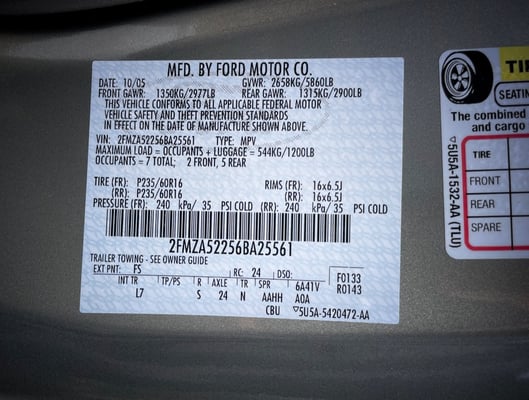 MFD. BY FORD MOTOR CO.
DATE: 10/05 GVWR: 2658KG/5860LB
FRONT GAWR: 1350KG/2977LB REAR GAWR: 1315KG/2900LB
THIS VEHICLE CONFORMS TO ALL APPLICABLE FEDERAL MOTOR
VEHICLE SAFETY AND THEFT PREVENTION STANDARDS
IN EFFECT ON THE DATE OF MANUFACTURE SHOWN ABOVE.
VIN: 2FMZA52256BA25561 TYPE: MPV
MAXIMUM LOAD = OCCUPANTS + LUGGAGE = 544KG/1200LB
OCCUPANTS = 7 TOTAL; 2 FRONT, 5 REAR
TIRE (FR): P235/60R16 RIMS (FR): 16x6.5J
(RR): P235/60R16 (RR): 16x6.5J
PRESSURE (FR): 240 kPa/ 35 PSI COLD (RR): 240 kPa/ 35 PSI COLD
2FMZA52256BA25561
TRAILER TOWING - SEE OWNER GUIDE
EXT PNT: FS RC: 24 DSO: F0133
INT TR TP/PS R AXLE TR SPR 6A41V R0143
L7 S 24 N AAHH A0A
CBU ▽5U5A-5420472-AA
TI
SEATIN
The combined
and cargo
TIRE
FRONT
REAR
SPARE
▽5U5A-1532-AA (TLU)